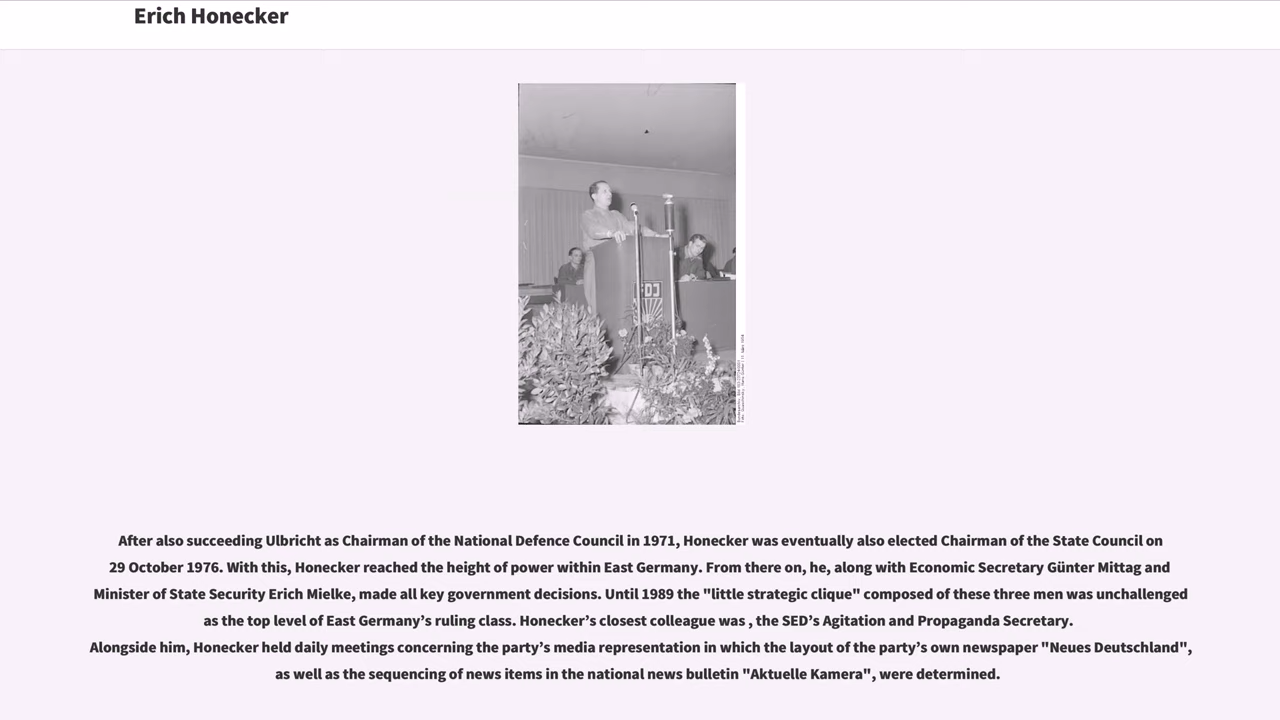 Erich Honecker
FDJ
After also succeeding Ulbricht as Chairman of the National Defence Council in 1971, Honecker was eventually also elected Chairman of the State Council on
29 October 1976. With this, Honecker reached the height of power within East Germany. From there on, he, along with Economic Secretary Günter Mittag and
Minister of State Security Erich Mielke, made all key government decisions. Until 1989 the "little strategic clique" composed of these three men was unchallenged
as the top level of East Germany’s ruling class. Honecker’s closest colleague was , the SED’s Agitation and Propaganda Secretary.
Alongside him, Honecker held daily meetings concerning the party’s media representation in which the layout of the party’s own newspaper "Neues Deutschland",
as well as the sequencing of news items in the national news bulletin "Aktuelle Kamera", were determined.